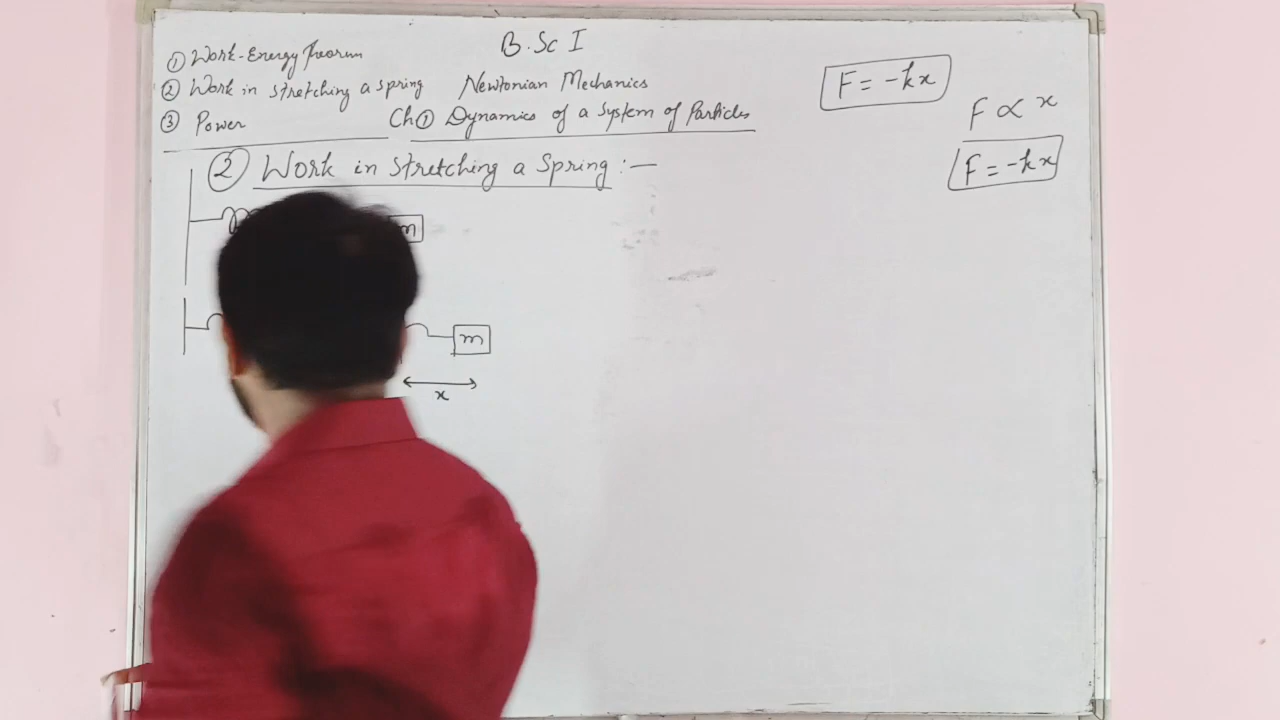 B.Sc I
① Work-Energy Theorem
② Work in stretching a spring Newtonian Mechanics
③ Power Ch① Dynamics of a System of Particles
F = -kx
F ∝ x
F = -kx
② Work in Stretching a Spring :-
m
m
x